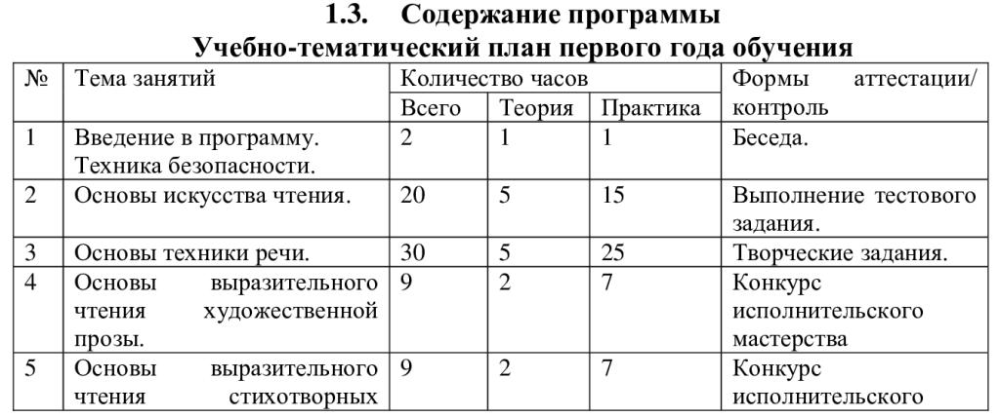 1.3. Содержание программы
Учебно-тематический план первого года обучения
№ Тема занятий Количество часов Формы аттестации/
Всего Теория Практика контроль
1 Введение в программу. 2 1 1 Беседа.
Техника безопасности.
2 Основы искусства чтения. 20 5 15 Выполнение тестового
задания.
3 Основы техники речи. 30 5 25 Творческие задания.
4 Основы выразительного 9 2 7 Конкурс
чтения художественной исполнительского
прозы. мастерства
5 Основы выразительного 9 2 7 Конкурс
чтения стихотворных исполнительского